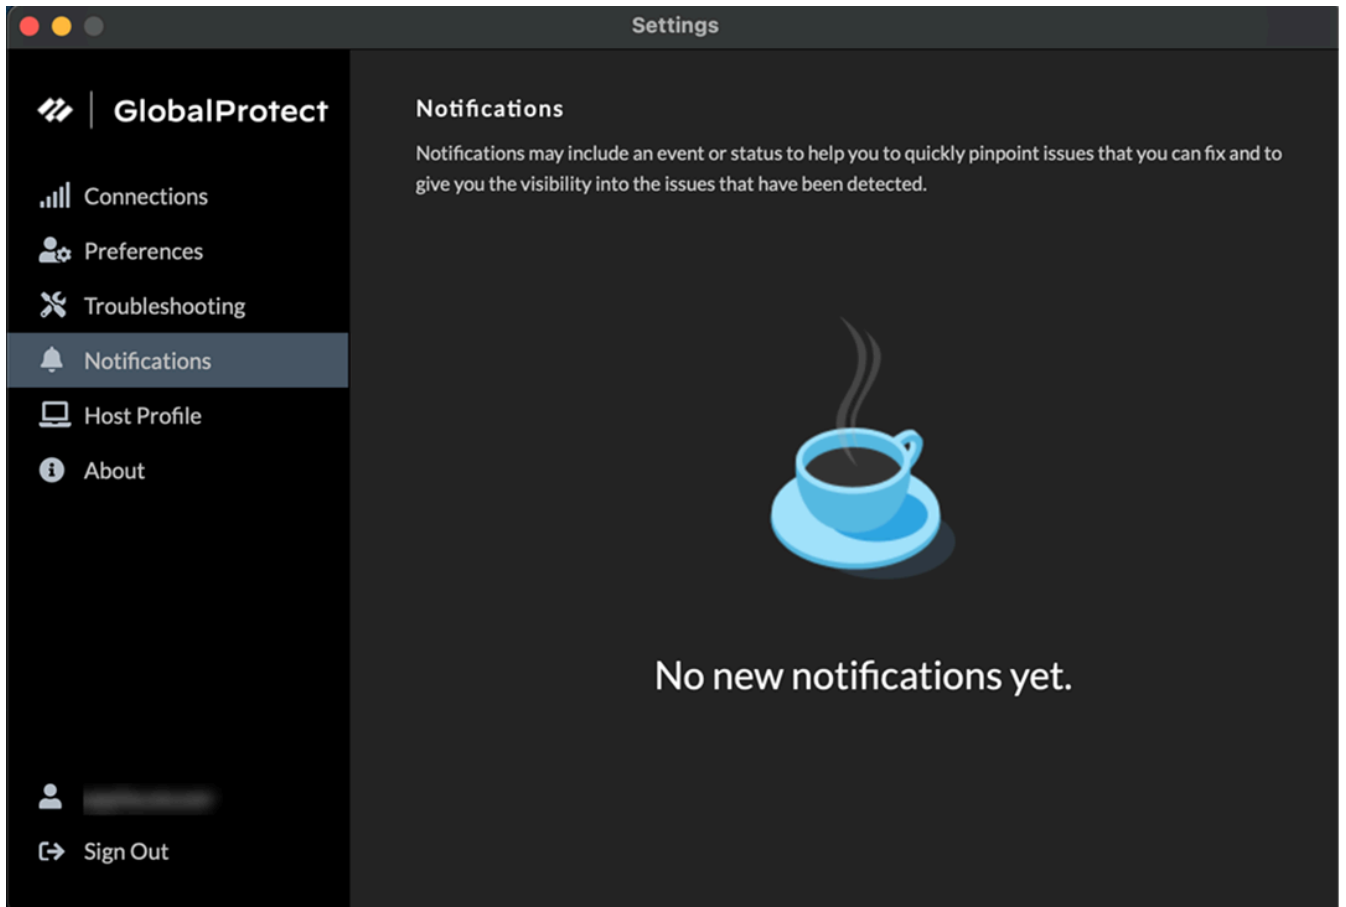 Settings
GlobalProtect
Connections
Preferences
Troubleshooting
Notifications
Host Profile
About
Sign Out
Notifications
Notifications may include an event or status to help you to quickly pinpoint issues that you can fix and to
give you the visibility into the issues that have been detected.
No new notifications yet.